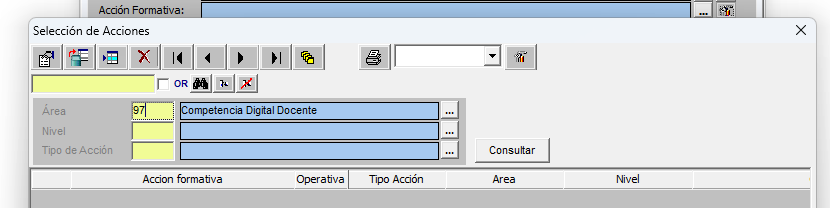 Acción Formativa:
...
Selección de Acciones
OR
Área 97 Competencia Digital Docente ...
Nivel ...
Tipo de Acción ...
Consultar
Accion formativa Operativa Tipo Acción Area Nivel